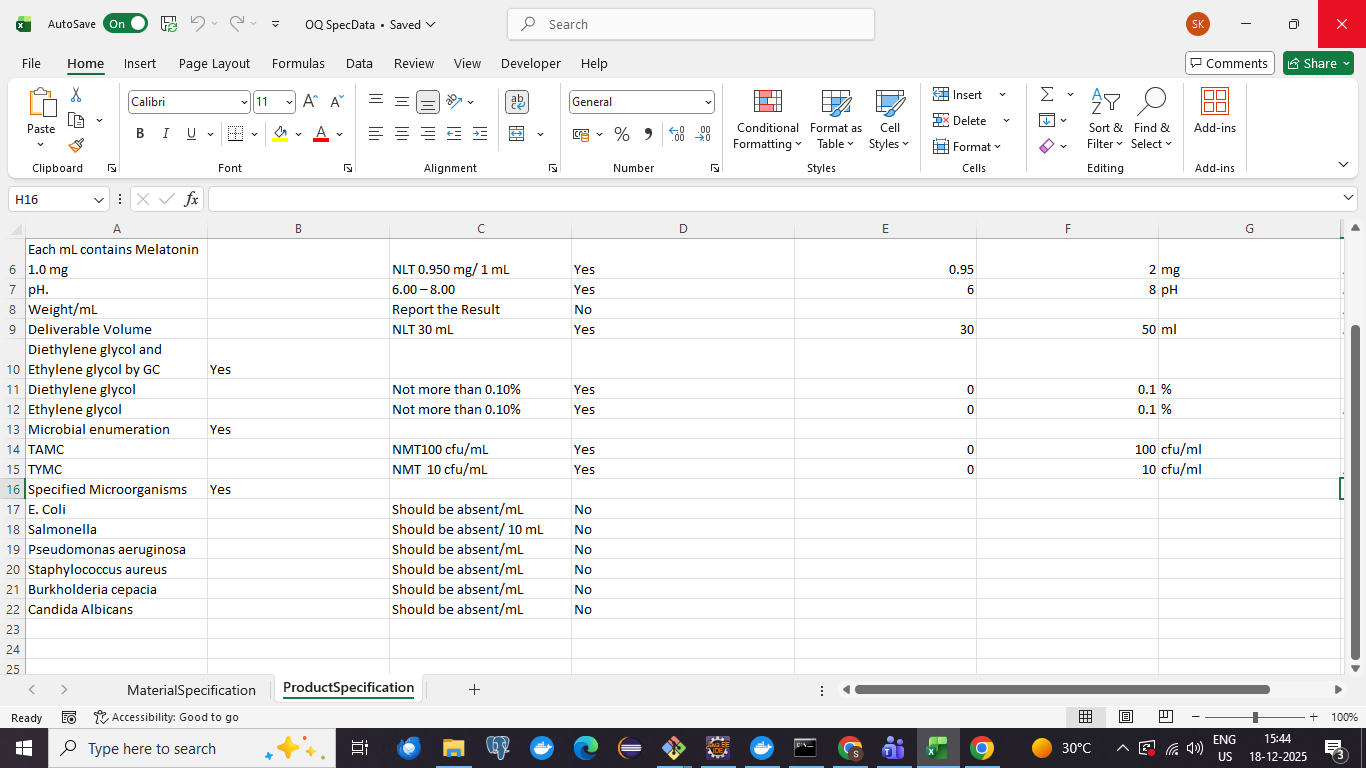 AutoSave On OQ SpecData • Saved Search SK
File Home Insert Page Layout Formulas Data Review View Developer Help Comments Share
Paste Calibri 11 A A ab General Conditional Formatting Format as Table Cell Styles Insert Delete Format Sort & Filter Find & Select Add-ins
B I U A % 9
Clipboard Font Alignment Number Styles Cells Editing Add-ins
H16 fx
A B C D E F G
Each mL contains Melatonin
6 1.0 mg NLT 0.950 mg/ 1 mL Yes 0.95 2 mg
7 pH. 6.00 – 8.00 Yes 6 8 pH
8 Weight/mL Report the Result No
9 Deliverable Volume NLT 30 mL Yes 30 50 ml
Diethylene glycol and
10 Ethylene glycol by GC Yes
11 Diethylene glycol Not more than 0.10% Yes 0 0.1 %
12 Ethylene glycol Not more than 0.10% Yes 0 0.1 %
13 Microbial enumeration Yes
14 TAMC NMT100 cfu/mL Yes 0 100 cfu/ml
15 TYMC NMT  10 cfu/mL Yes 0 10 cfu/ml
16 Specified Microorganisms Yes
17 E. Coli Should be absent/mL No
18 Salmonella Should be absent/ 10 mL No
19 Pseudomonas aeruginosa Should be absent/mL No
20 Staphylococcus aureus Should be absent/mL No
21 Burkholderia cepacia Should be absent/mL No
22 Candida Albicans Should be absent/mL No
23
24
25
MaterialSpecification ProductSpecification
Ready Accessibility: Good to go 100%
Type here to search 30°C ENG 15:44
US 18-12-2025 3